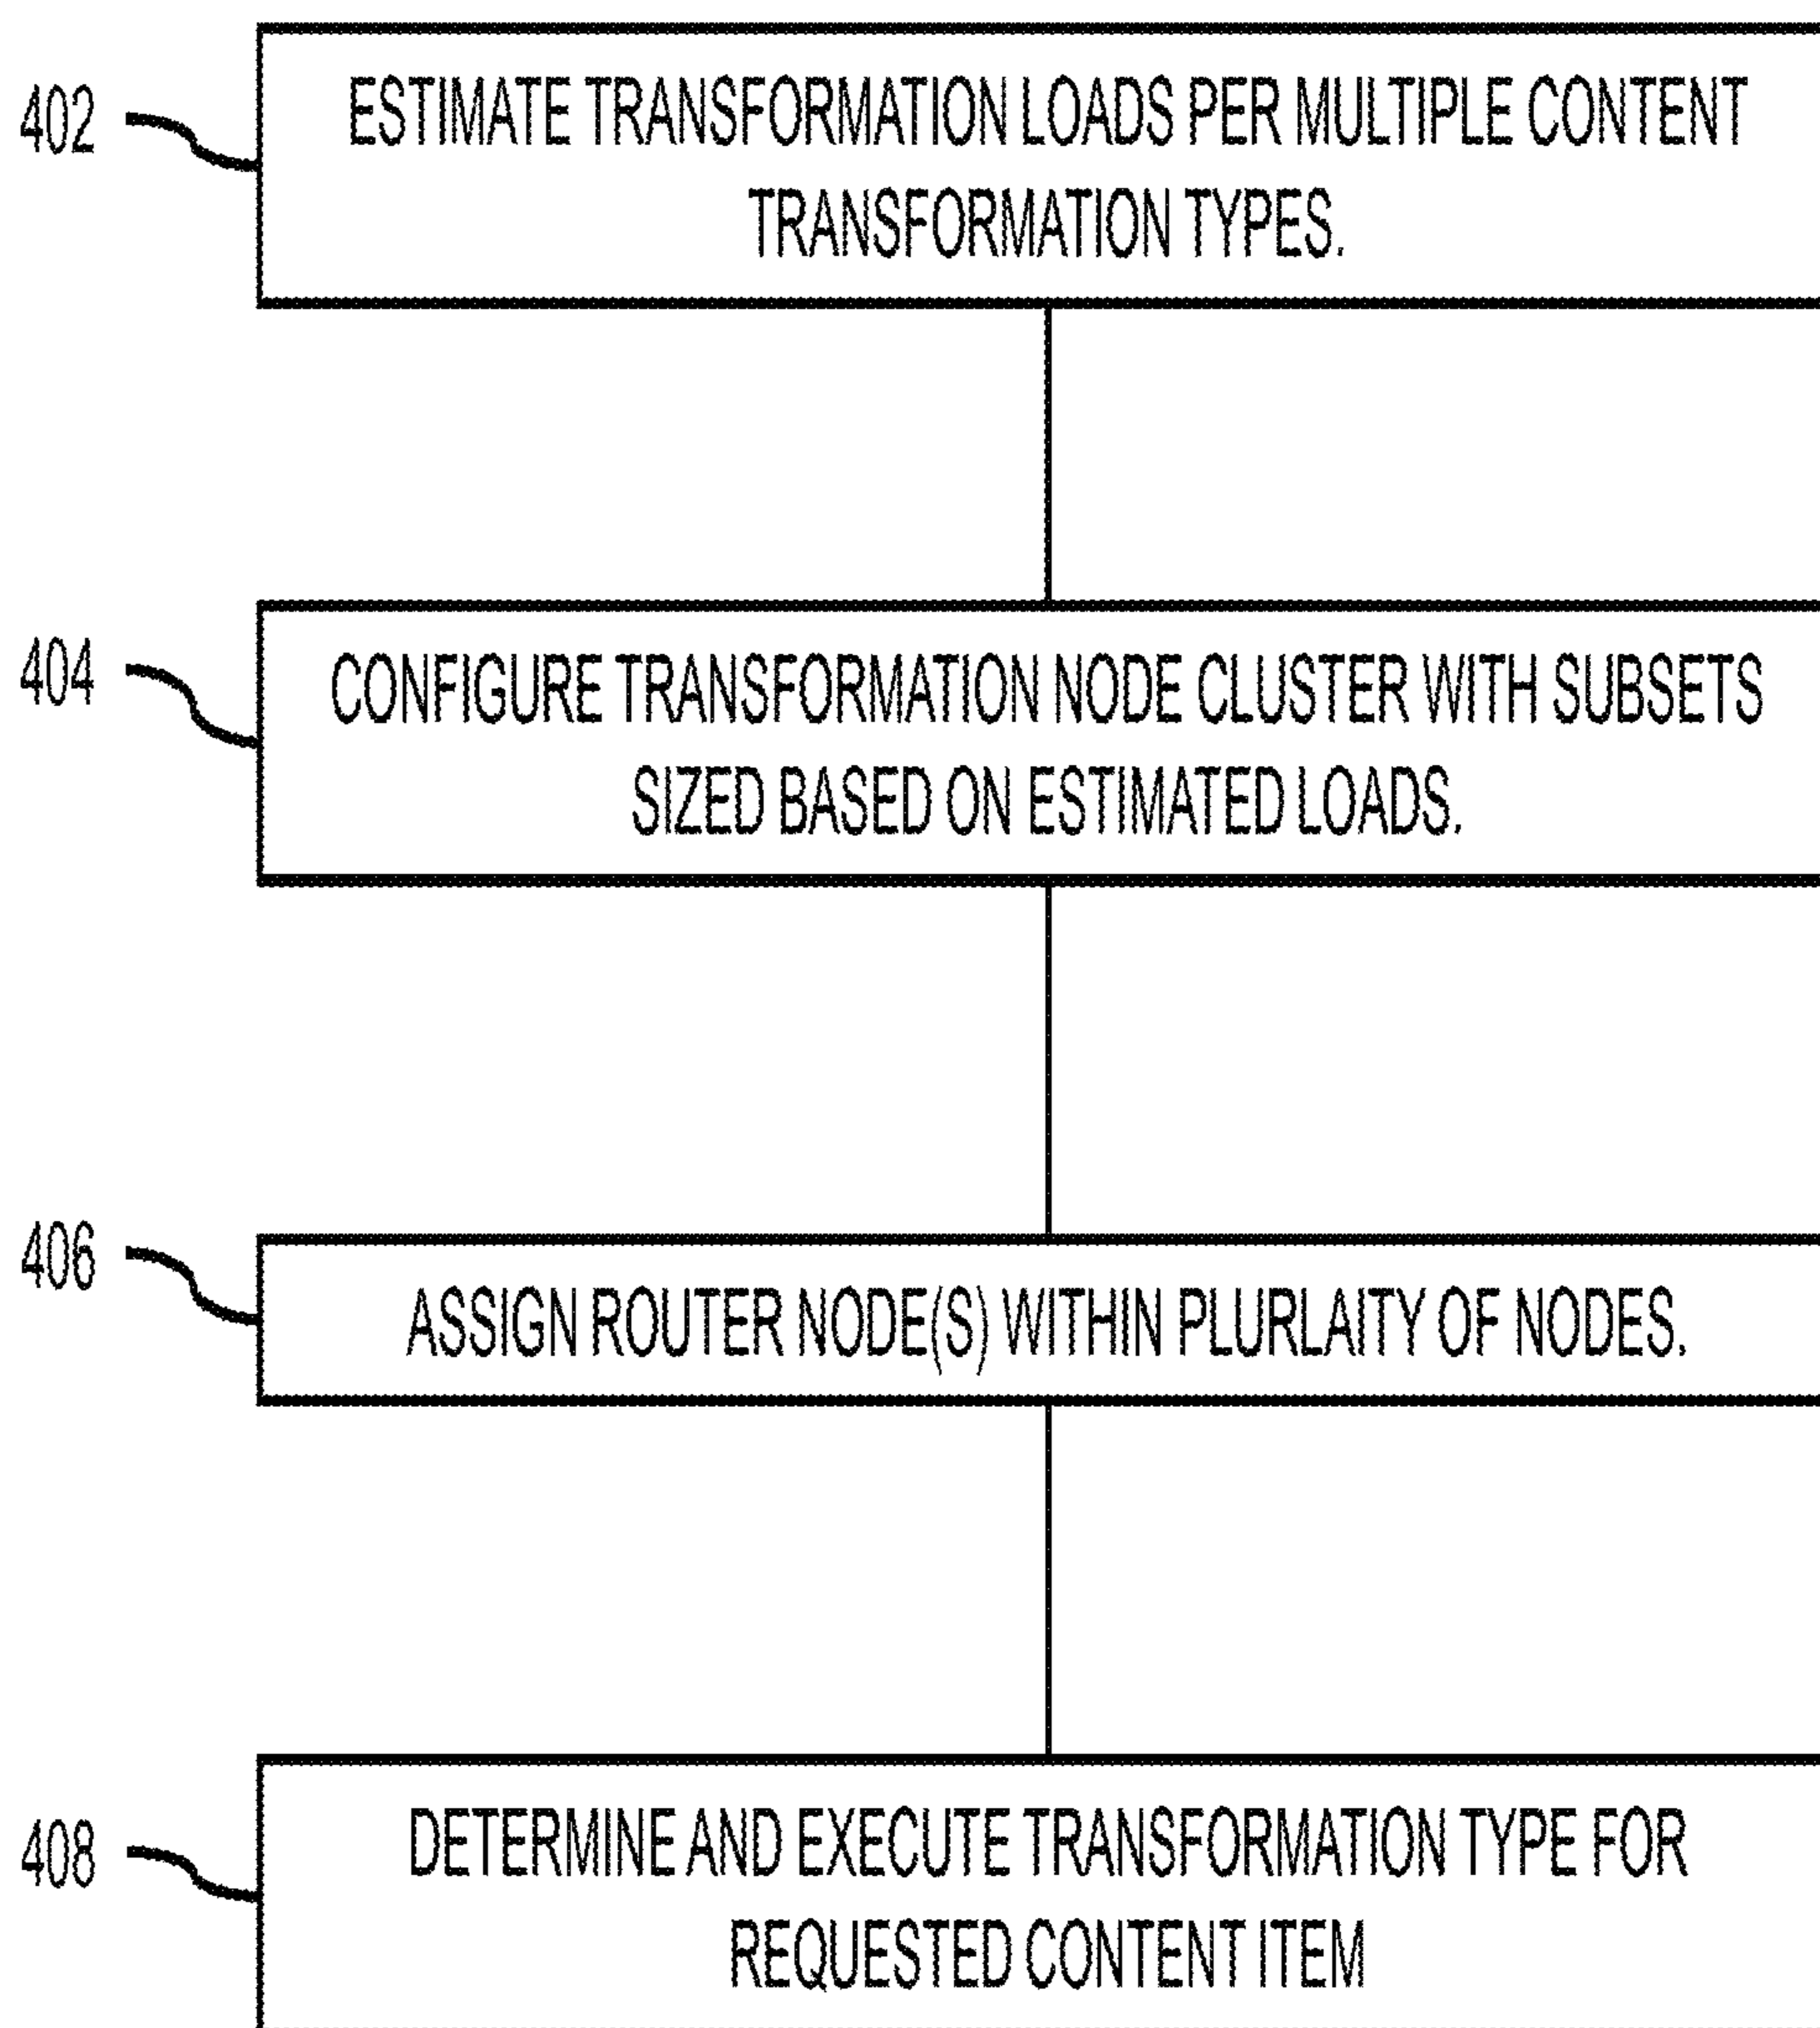 402
ESTIMATE TRANSFORMATION LOADS PER MULTIPLE CONTENT
TRANSFORMATION TYPES.
404
CONFIGURE TRANSFORMATION NODE CLUSTER WITH SUBSETS
SIZED BASED ON ESTIMATED LOADS.
406
ASSIGN ROUTER NODE(S) WITHIN PLURLAITY OF NODES.
408
DETERMINE AND EXECUTE TRANSFORMATION TYPE FOR
REQUESTED CONTENT ITEM